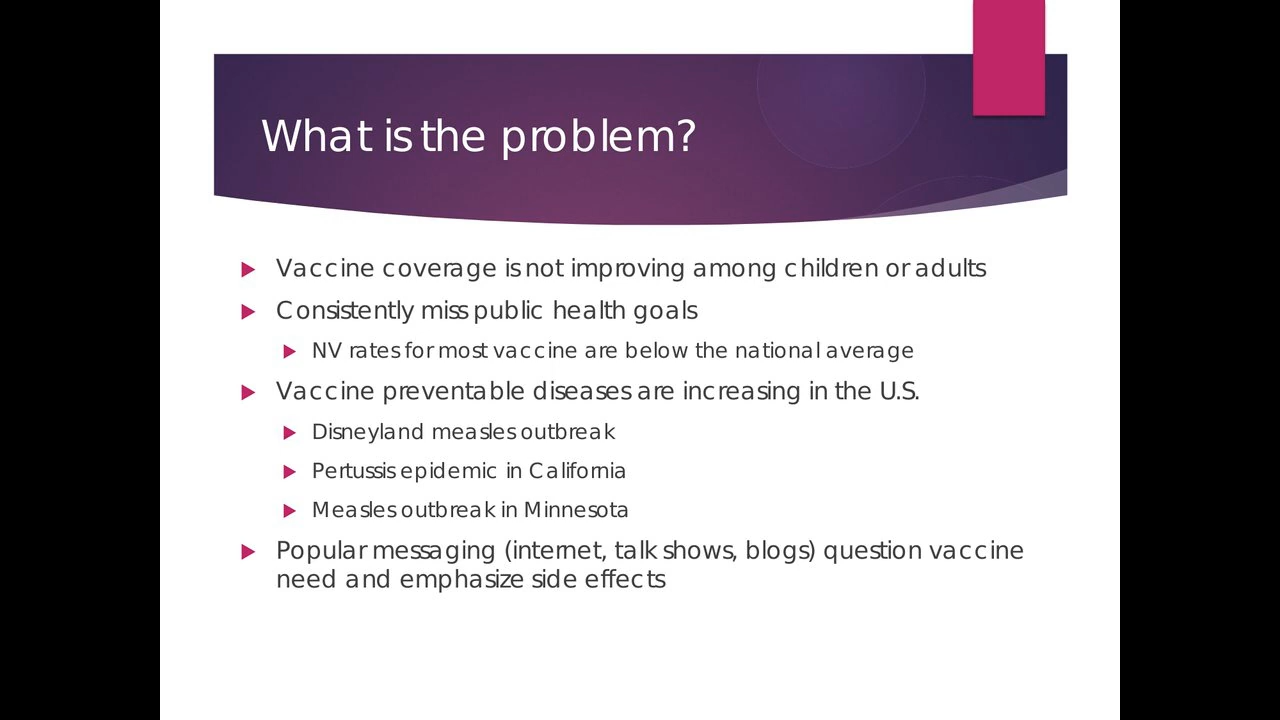 What is the problem?
Vaccine coverage is not improving among children or adults
Consistently miss public health goals
NV rates for most vaccine are below the national average
Vaccine preventable diseases are increasing in the U.S.
Disneyland measles outbreak
Pertussis epidemic in California
Measles outbreak in Minnesota
Popular messaging (internet, talk shows, blogs) question vaccine
need and emphasize side effects